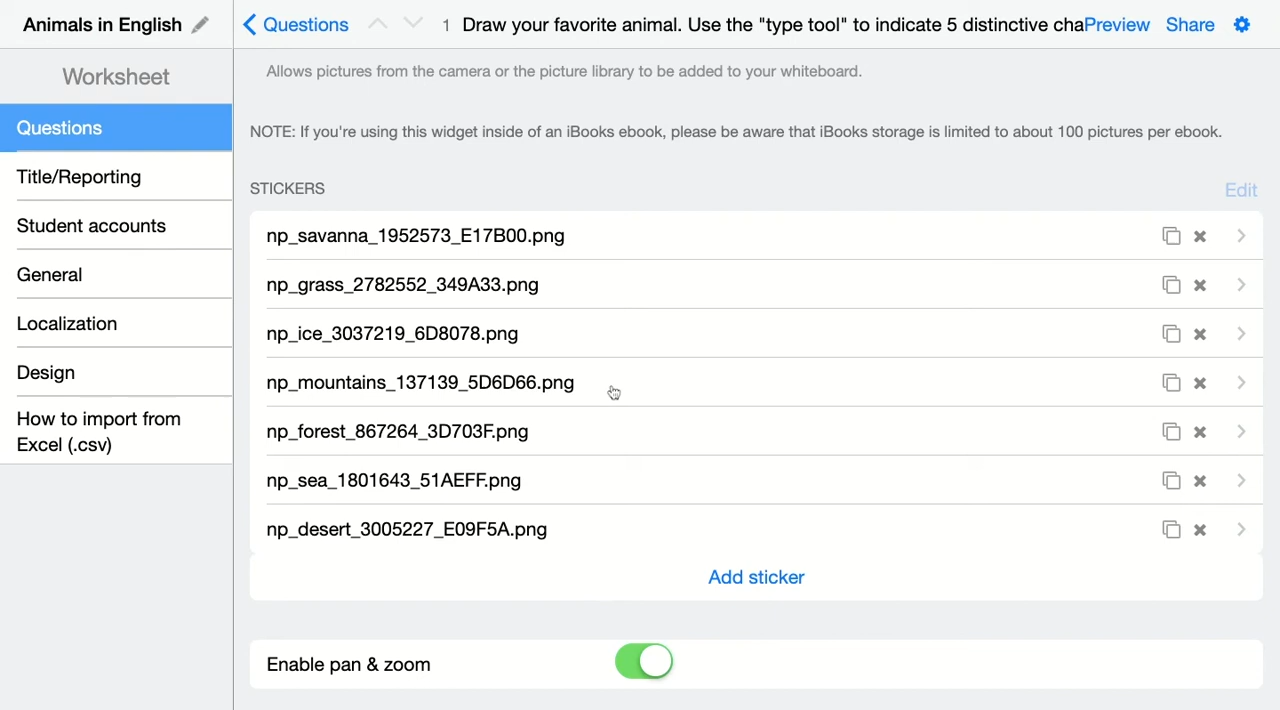 Animals in English
Questions
1 Draw your favorite animal. Use the "type tool" to indicate 5 distinctive cha
Preview
Share
Worksheet
Questions
Title/Reporting
Student accounts
General
Localization
Design
How to import from
Excel (.csv)
Allows pictures from the camera or the picture library to be added to your whiteboard.
NOTE: If you're using this widget inside of an iBooks ebook, please be aware that iBooks storage is limited to about 100 pictures per ebook.
STICKERS
Edit
np_savanna_1952573_E17B00.png
np_grass_2782552_349A33.png
np_ice_3037219_6D8078.png
np_mountains_137139_5D6D66.png
np_forest_867264_3D703F.png
np_sea_1801643_51AEFF.png
np_desert_3005227_E09F5A.png
Add sticker
Enable pan & zoom